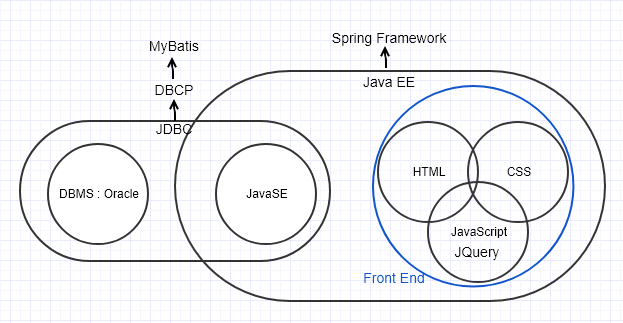 Spring Framework
MyBatis
Java EE
DBCP
JDBC
HTML
CSS
DBMS : Oracle
JavaSE
JavaScript
JQuery
Front End